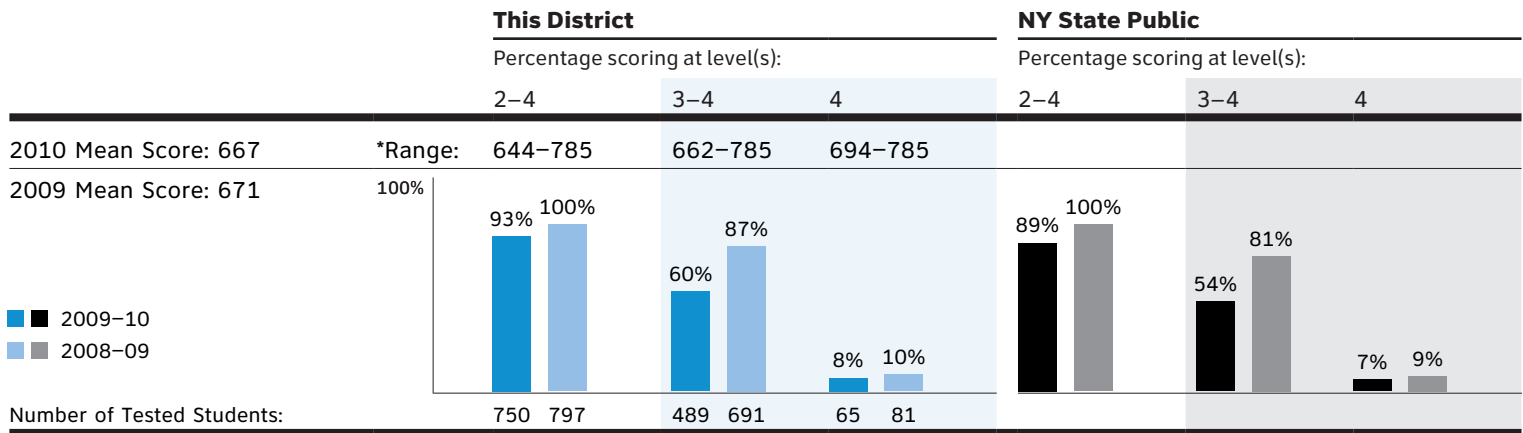 This District NY State Public
Percentage scoring at level(s): Percentage scoring at level(s):
2–4 3–4 4 2–4 3–4 4
2010 Mean Score: 667 *Range: 644–785 662–785 694–785
2009 Mean Score: 671 100%
93% 100% 60% 87% 8% 10% 89% 100% 54% 81% 7% 9%
2009–10
2008–09
Number of Tested Students: 750 797 489 691 65 81